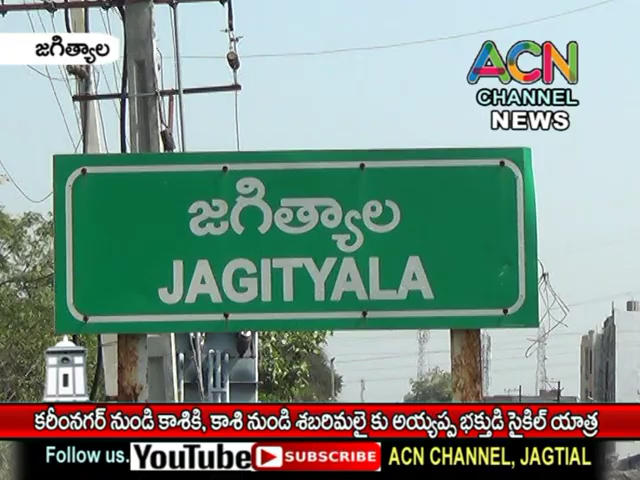 జగిత్యాల
ACN
CHANNEL
NEWS
జగిత్యాల
JAGITYALA
కరీంనగర్ నుండి కాశికి, కాశి నుండి శబరిమలై కు అయ్యప్ప భక్తుడి సైకిల్ యాత్ర
Follow us. YouTube SUBSCRIBE ACN CHANNEL, JAGTIAL